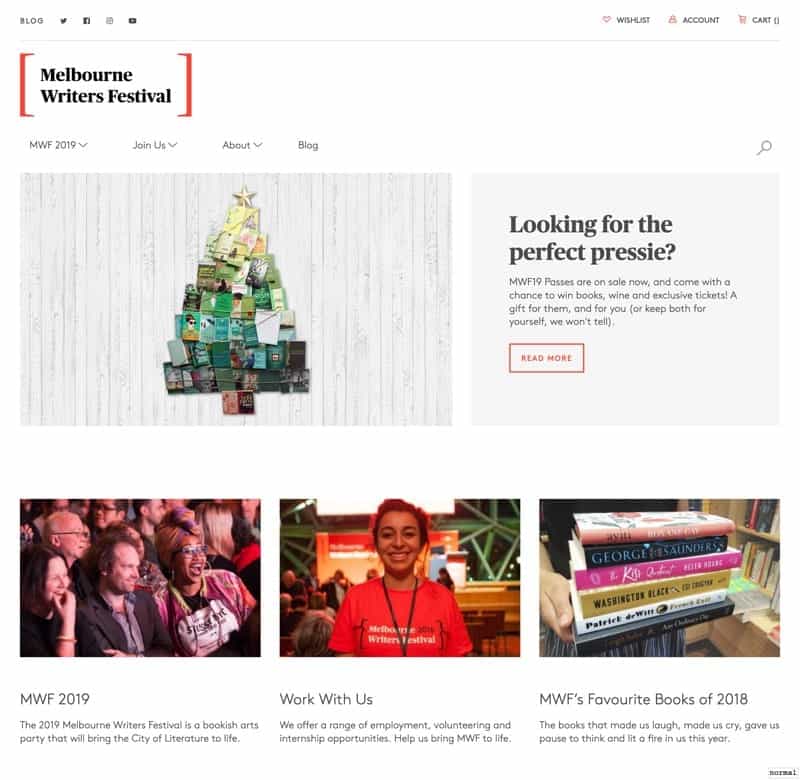 BLOG
WISHLIST
ACCOUNT
CART ()
Melbourne
Writers Festival
MWF 2019
Join Us
About
Blog
Looking for the
perfect pressie?
MWF19 Passes are on sale now, and come with a
chance to win books, wine and exclusive tickets! A
gift for them, and for you (or keep both for
yourself, we won't tell).
READ MORE
Melbourne
Writers Festival
ROXANE GAY
GEORGE SAUNDERS
The Kiss Quotient HELEN HOANG
WASHINGTON BLACK ESI EDUGYAN
Patrick deWitt French Exit
An Ordinary Day
MWF 2019
The 2019 Melbourne Writers Festival is a bookish arts
party that will bring the City of Literature to life.
Work With Us
We offer a range of employment, volunteering and
internship opportunities. Help us bring MWF to life.
MWF's Favourite Books of 2018
The books that made us laugh, made us cry, gave us
pause to think and lit a fire in us this year.
normal